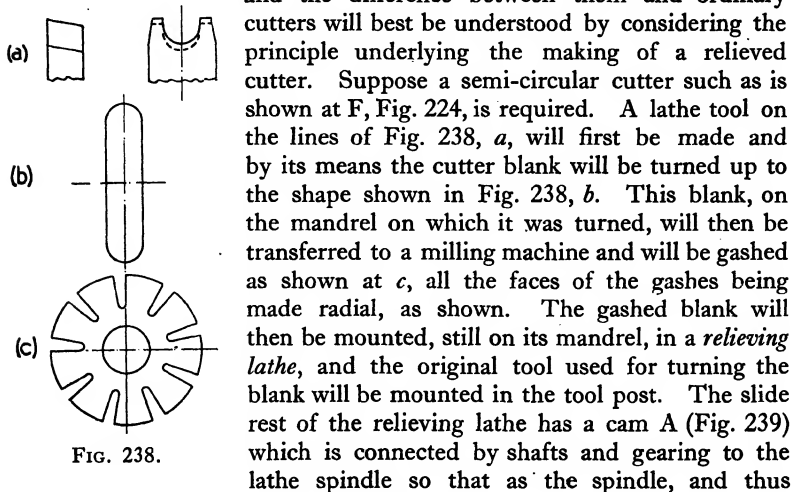 and the difference between them and ordinary
cutters will best be understood by considering the
principle underlying the making of a relieved
cutter. Suppose a semi-circular cutter such as is
shown at F, Fig. 224, is required. A lathe tool on
the lines of Fig. 238, a, will first be made and
by its means the cutter blank will be turned up to
the shape shown in Fig. 238, b. This blank, on
the mandrel on which it was turned, will then be
transferred to a milling machine and will be gashed
as shown at c, all the faces of the gashes being
made radial, as shown. The gashed blank will
then be mounted, still on its mandrel, in a relieving
lathe, and the original tool used for turning the
blank will be mounted in the tool post. The slide
rest of the relieving lathe has a cam A (Fig. 239)
which is connected by shafts and gearing to the
lathe spindle so that as the spindle, and thus
(a)
(b)
(c)
FIG. 238.